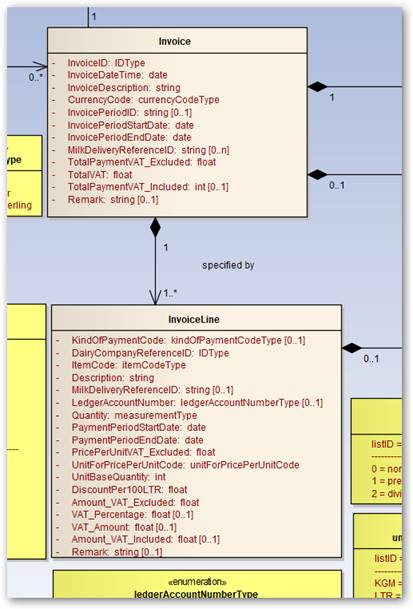 1
Invoice
0..*
- InvoiceID: IDType
- InvoiceDateTime: date
- InvoiceDescription: string
- CurrencyCode: currencyCodeType
- InvoicePeriodID: string [0..1]
- InvoicePeriodStartDate: date
- InvoicePeriodEndDate: date
- MilkDeliveryReferenceID: string [0..n]
- TotalPaymentVAT_Excluded: float
- TotalVAT: float
- TotalPaymentVAT_Included: int [0..1]
- Remark: string [0..1]
1
0..1
ype
r
erling
1
specified by
1..*
InvoiceLine
- KindOfPaymentCode: kindOfPaymentCodeType [0..1]
- DairyCompanyReferenceID: IDType
- ItemCode: itemCodeType
- Description: string
- MilkDeliveryReferenceID: string [0..1]
- LedgerAccountNumber: ledgerAccountNumberType [0..1]
- Quantity: measurementType
- PaymentPeriodStartDate: date
- PaymentPeriodEndDate: date
- PricePerUnitVAT_Excluded: float
- UnitForPricePerUnitCode: unitForPricePerUnitCode
- UnitBaseQuantity: int
- DiscountPer100LTR: float
- Amount_VAT_Excluded: float
- VAT_Percentage: float [0..1]
- VAT_Amount: float [0..1]
- Amount_VAT_Included: float [0..1]
- Remark: string [0..1]
0..1
listID =
0 = nor
1 = pre
2 = divi
un
listID =
KGM =
LTR =
«enumeration»
ledgerAccountNumberType